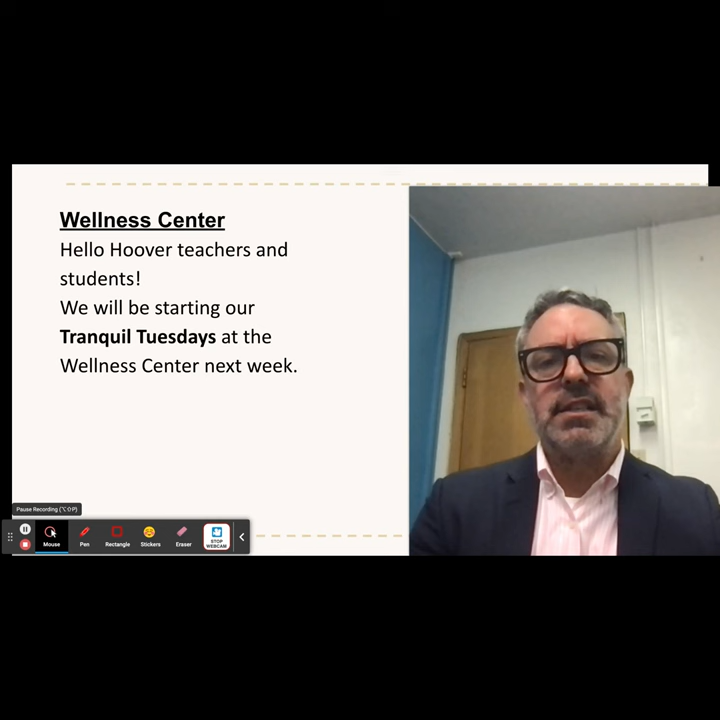 Wellness Center
Hello Hoover teachers and
students!
We will be starting our
Tranquil Tuesdays at the
Wellness Center next week.
Pause Recording (⌥⇧P)
Mouse
Pen
Rectangle
Stickers
Eraser
STOP
WEBCAM